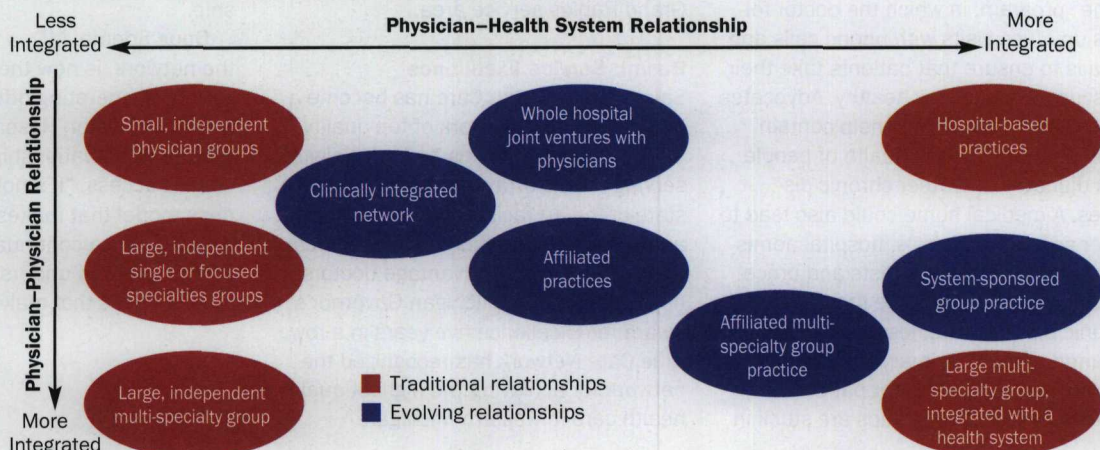 Physician–Health System Relationship
Less
Integrated
More
Integrated
Physician–Physician Relationship
More
Integrated
Small, independent
physician groups
Clinically integrated
network
Whole hospital
joint ventures with
physicians
Hospital-based
practices
Large, independent
single or focused
specialties groups
Affiliated
practices
System-sponsored
group practice
Affiliated multi-
specialty group
practice
Large, independent
multi-specialty group
Large multi-
specialty group,
integrated with a
health system
Traditional relationships
Evolving relationships